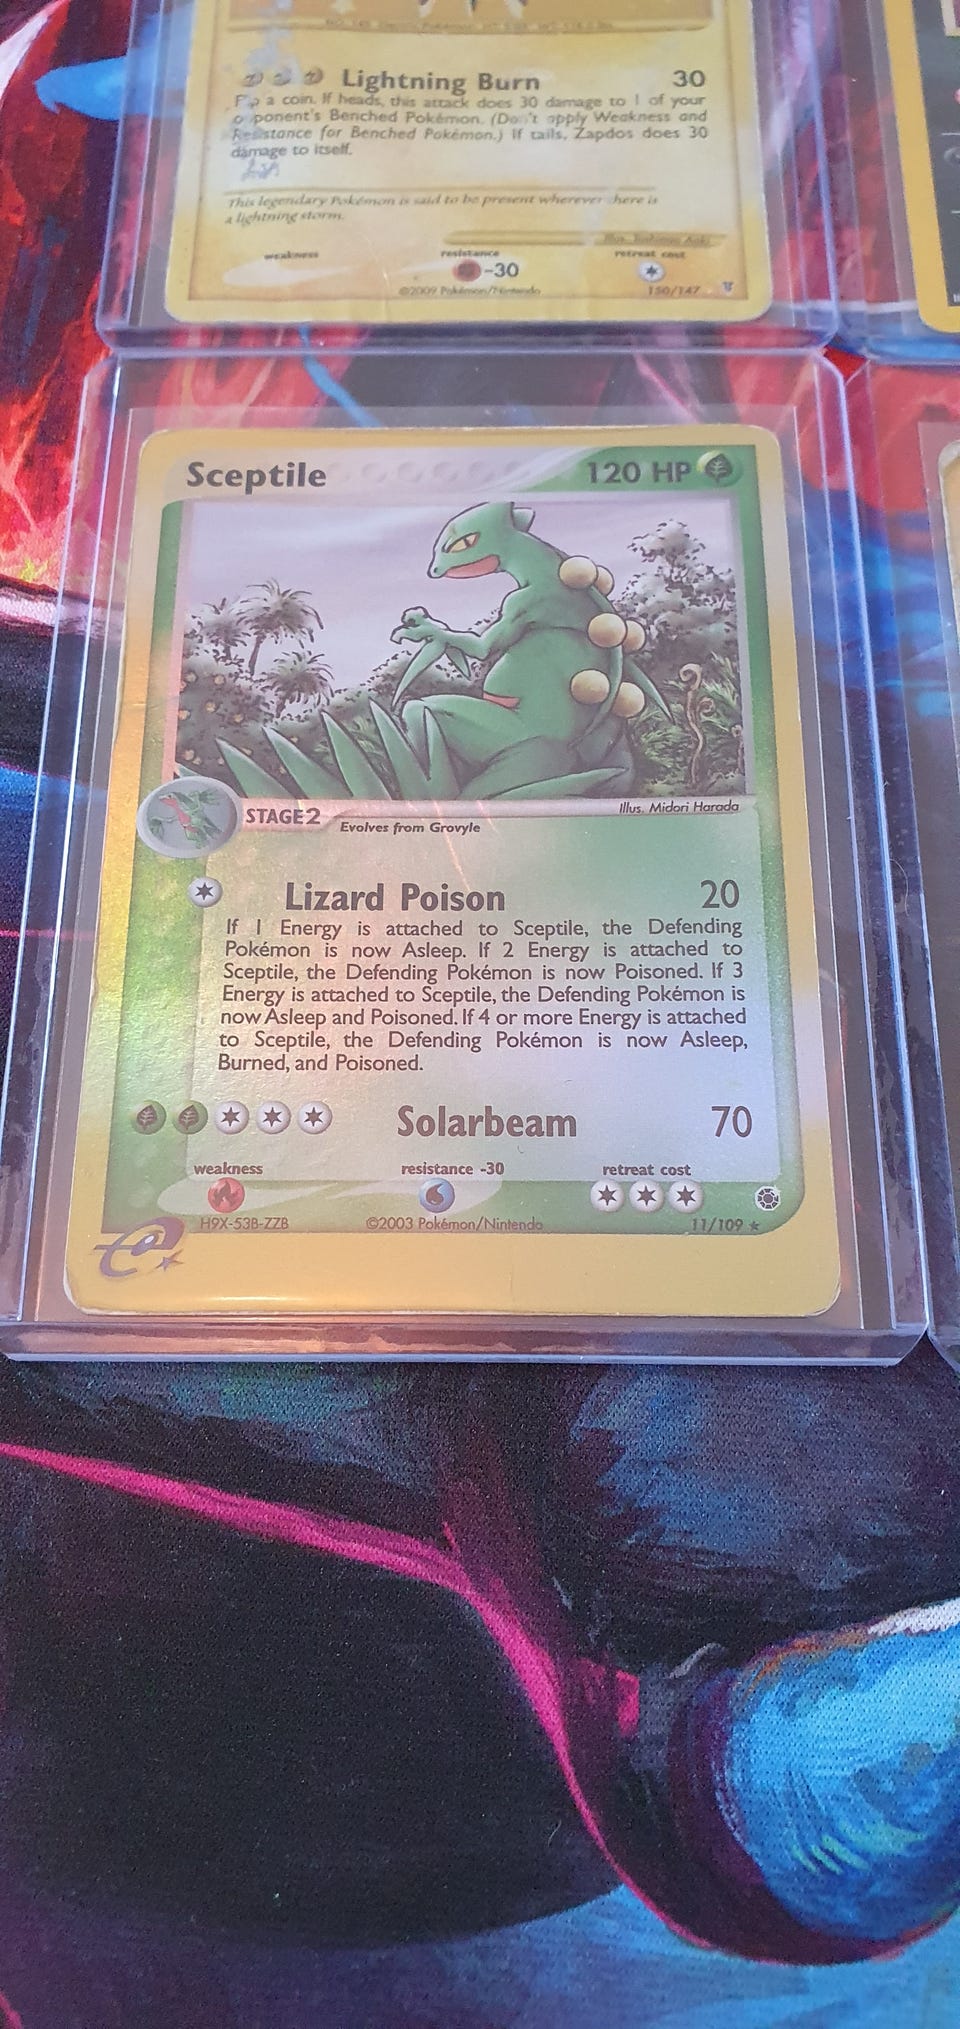 Lightning Burn 30
Flip a coin. If heads, this attack does 30 damage to 1 of your
opponent's Benched Pokémon. (Don't apply Weakness and
Resistance for Benched Pokémon.) If tails, Zapdos does 30
damage to itself.
This legendary Pokémon is said to be present wherever there is
a lightning storm.
weakness resistance retreat cost
-30
©2009 Pokémon/Nintendo 150/147
Sceptile 120 HP
Illus. Midori Harada
STAGE2
Evolves from Grovyle
Lizard Poison 20
If 1 Energy is attached to Sceptile, the Defending
Pokémon is now Asleep. If 2 Energy is attached to
Sceptile, the Defending Pokémon is now Poisoned. If 3
Energy is attached to Sceptile, the Defending Pokémon is
now Asleep and Poisoned. If 4 or more Energy is attached
to Sceptile, the Defending Pokémon is now Asleep,
Burned, and Poisoned.
Solarbeam 70
weakness resistance -30 retreat cost
H9X-53B-ZZB ©2003 Pokémon/Nintendo 11/109 ★
e